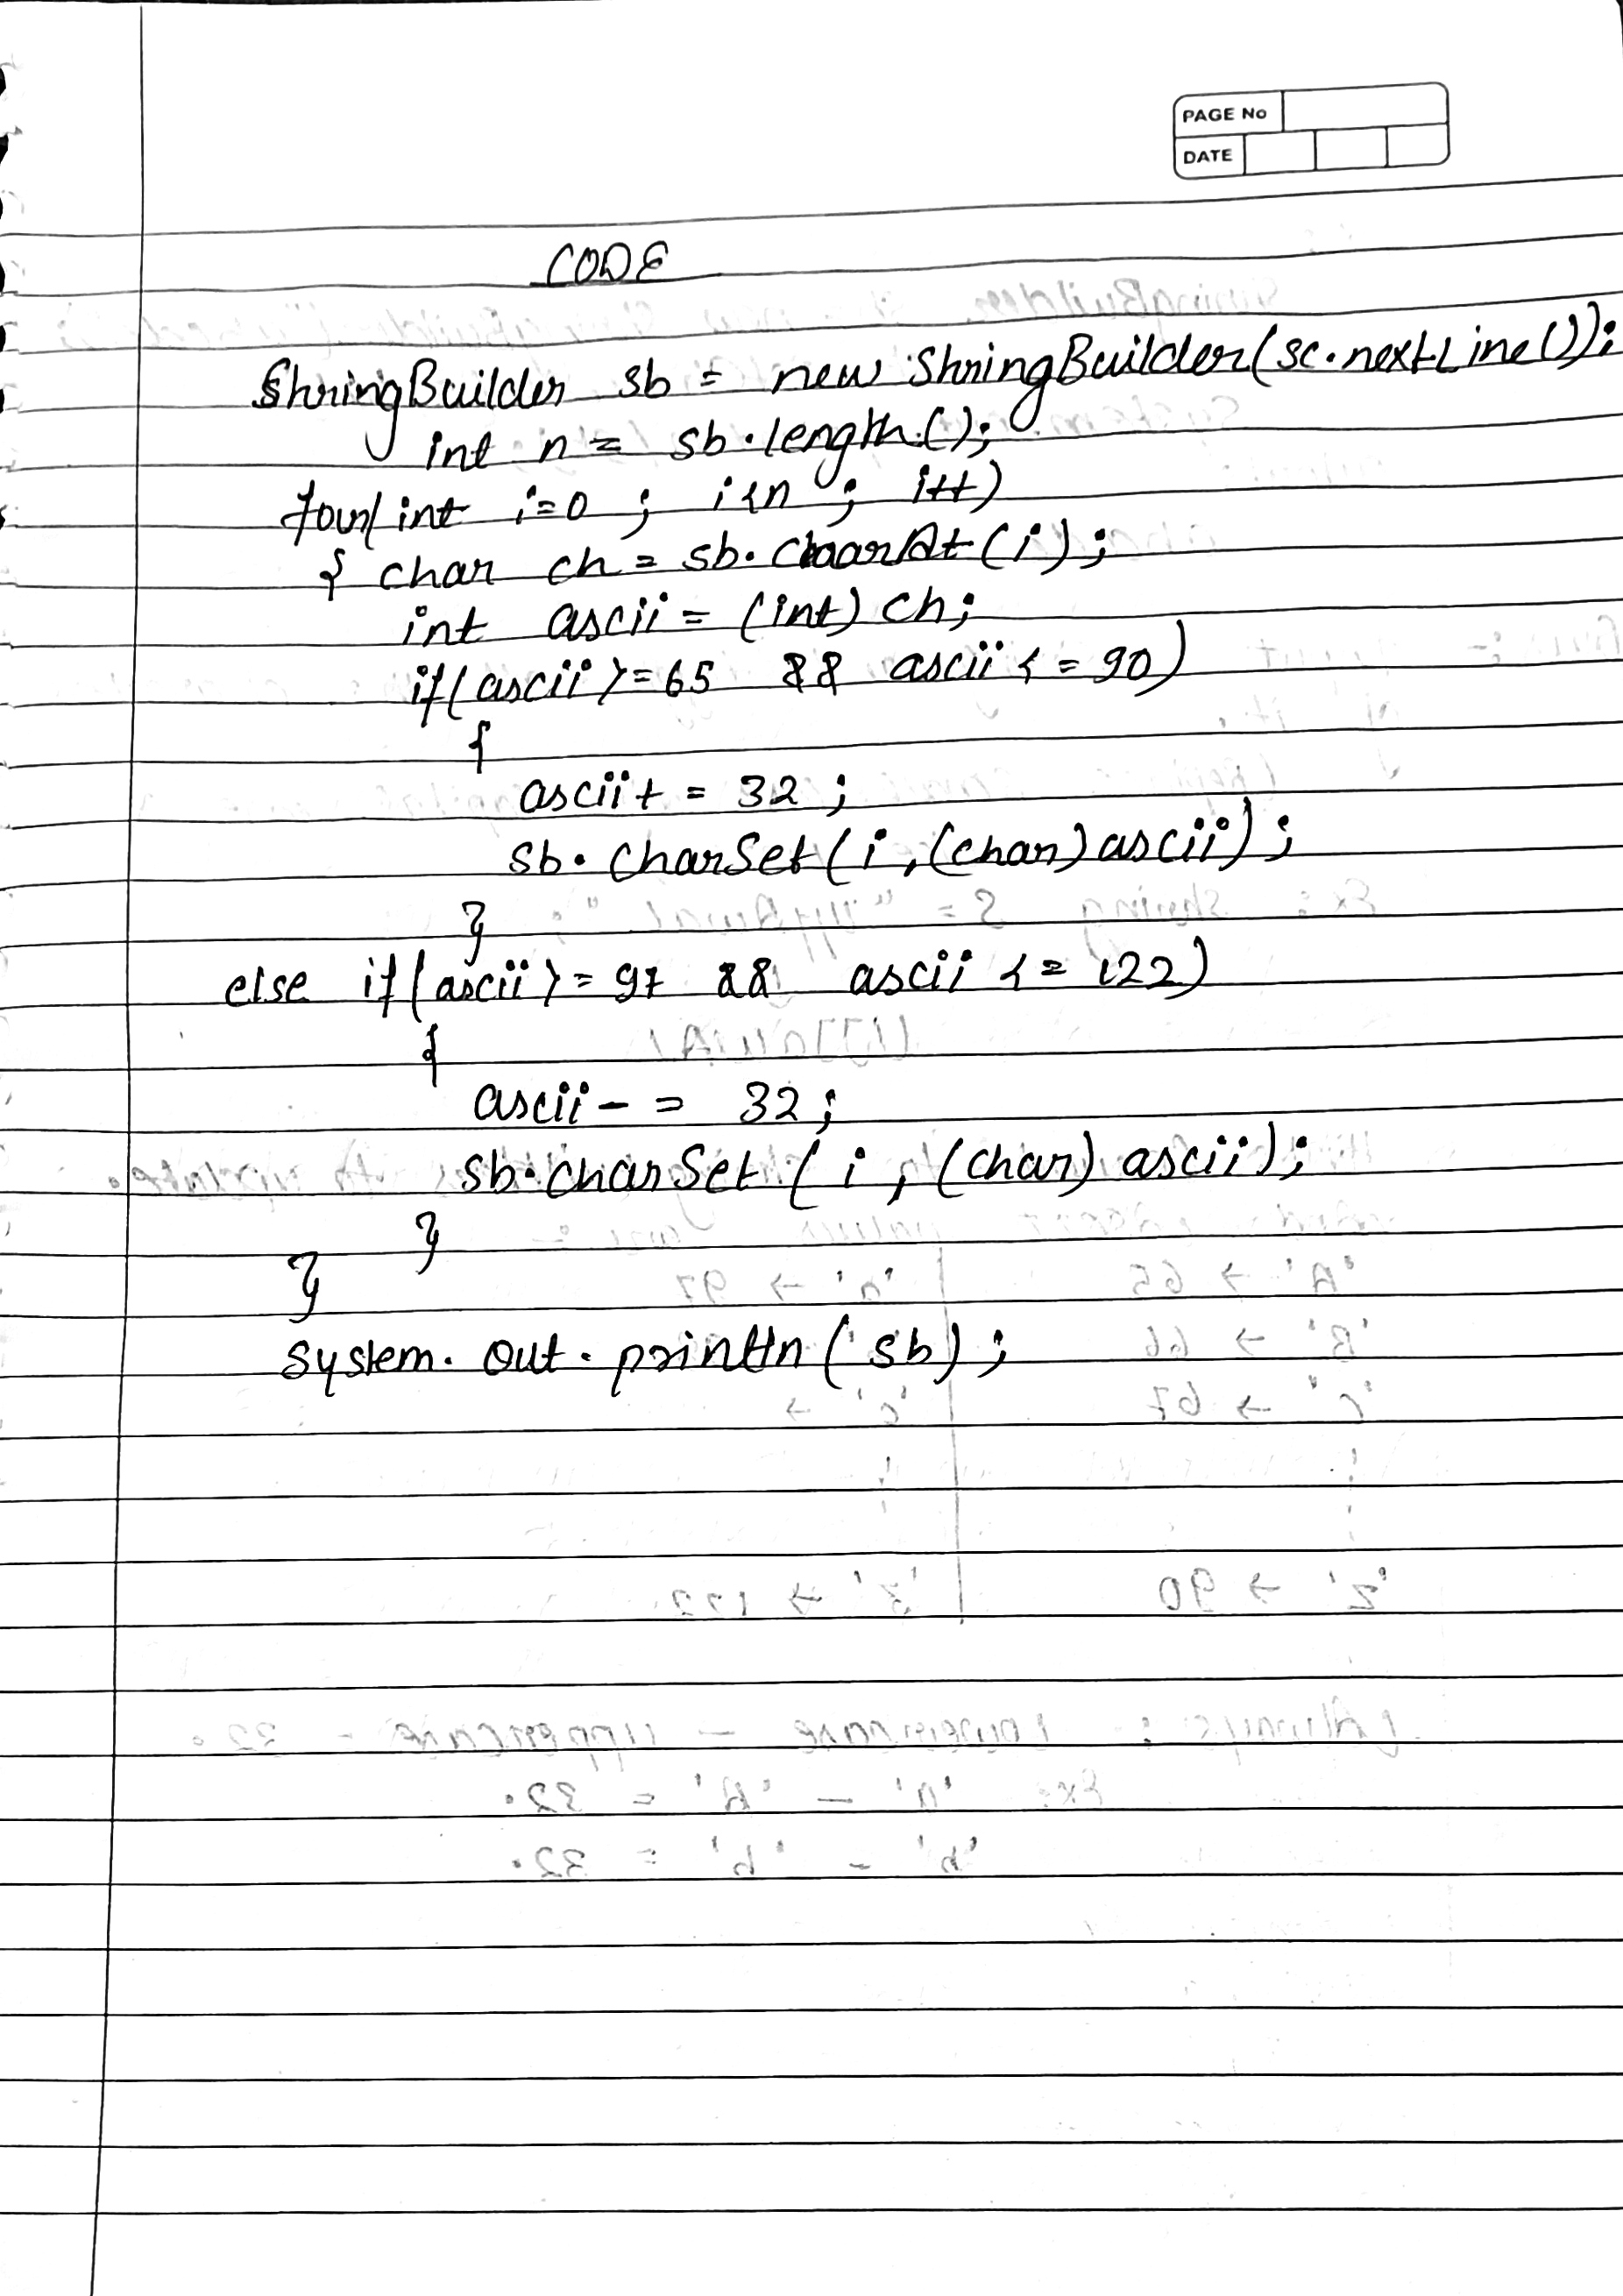 PAGE No
DATE
CODE
StringBuilder sb = new StringBuilder(sc.nextLine());
int n = sb.length();
for(int i=0 ; i<n ; i++)
{ char ch = sb.charAt(i);
int ascii = (int) ch;
if(ascii >= 65 && ascii <= 90)
{
ascii + = 32 ;
sb. CharSet(i,(char)ascii);
}
else if(ascii >= 97 && ascii <= 122)
{
ascii - = 32;
sb.charSet ( i , (char) ascii);
}
}
system. out. println( sb) ;